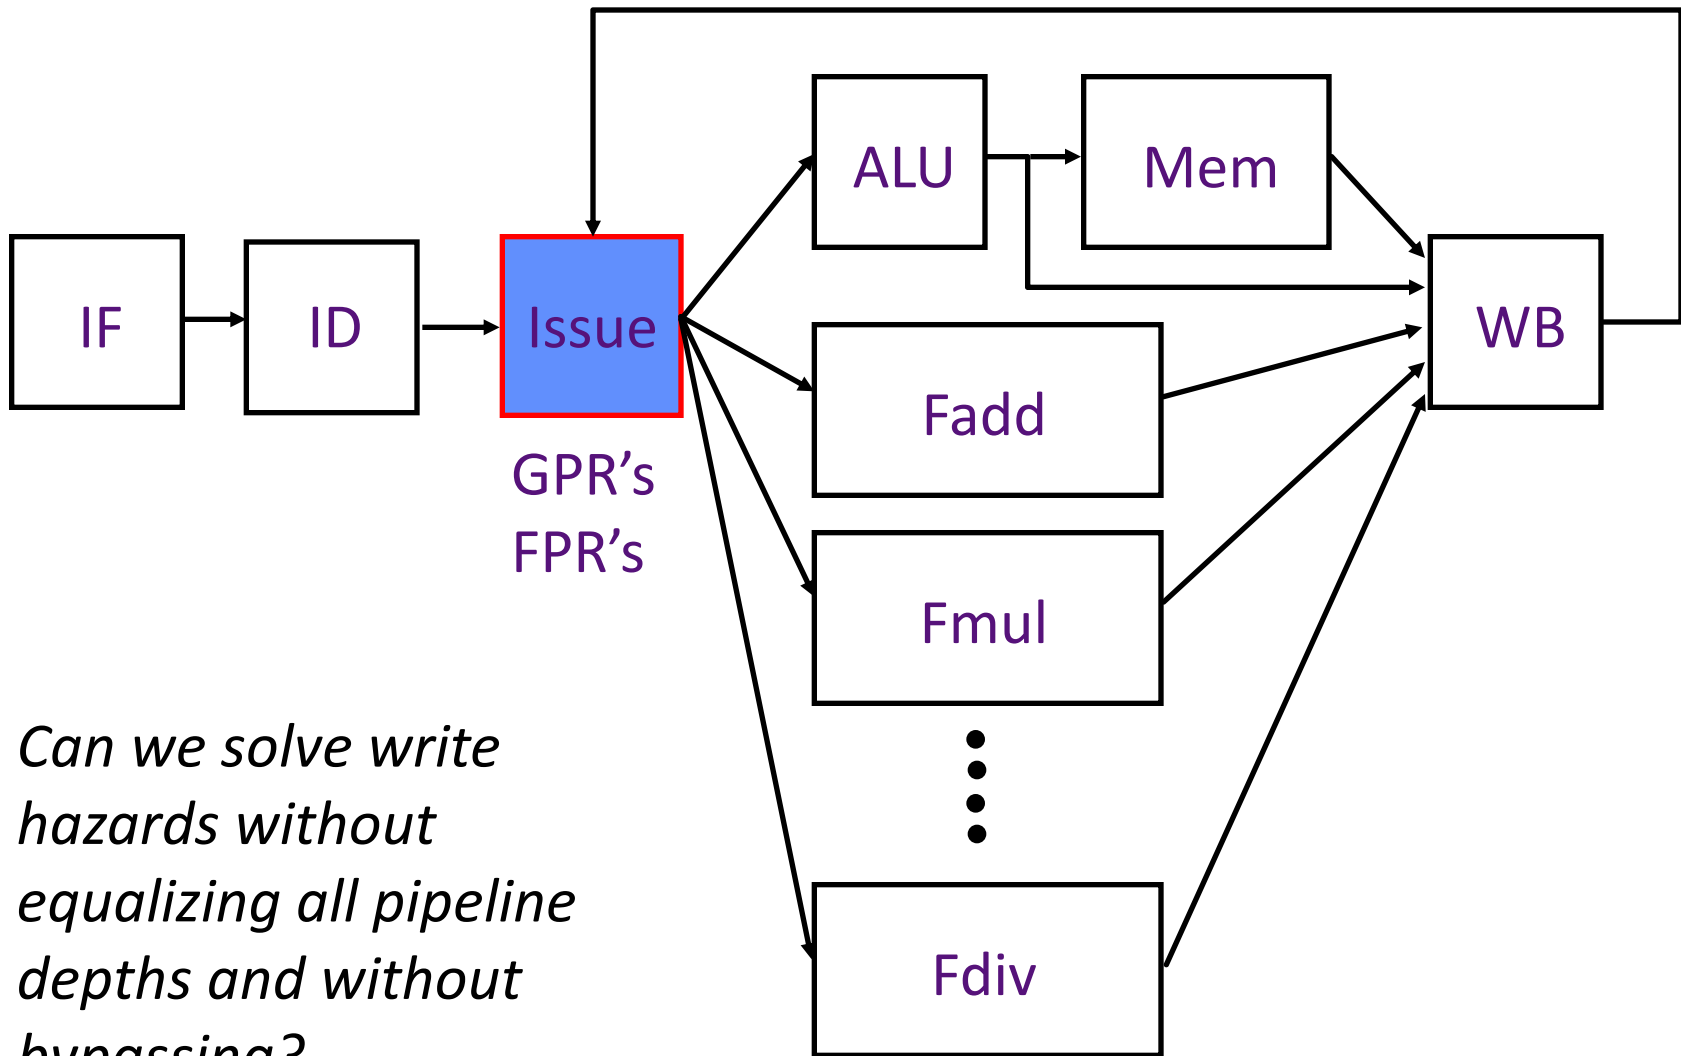 IF
ID
Issue
GPR's
FPR's
ALU
Mem
Fadd
Fmul
Fdiv
WB
Can we solve write
hazards without
equalizing all pipeline
depths and without
bypassing?